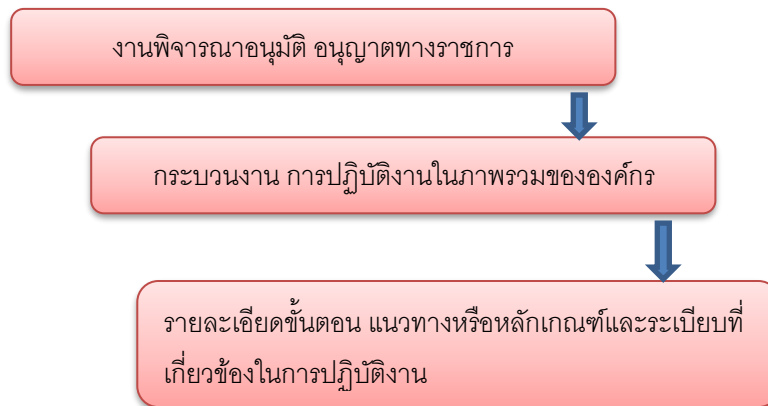 งานพิจารณาอนุมัติ อนุญาตทางราชการ
กระบวนงาน การปฏิบัติงานในภาพรวมขององค์กร
รายละเอียดขั้นตอน แนวทางหรือหลักเกณฑ์และระเบียบที่
เกี่ยวข้องในการปฏิบัติงาน